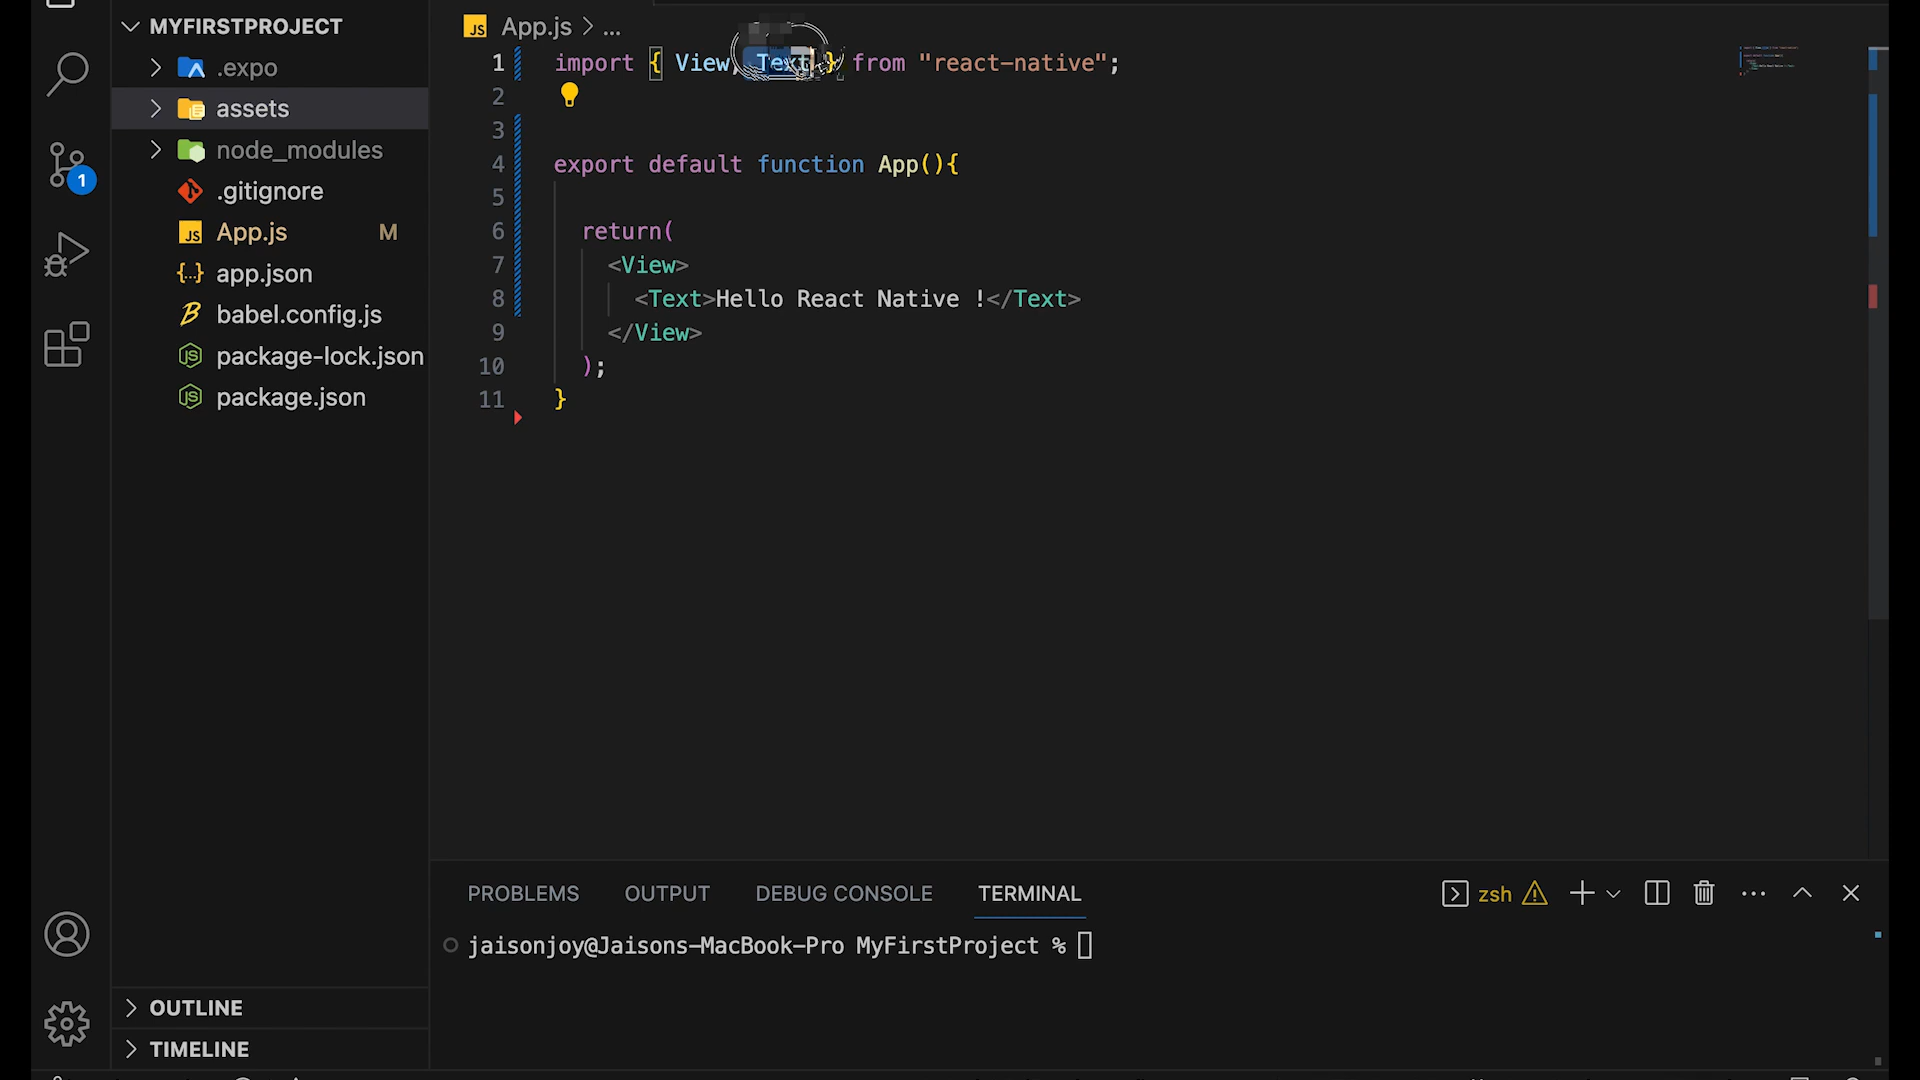 MYFIRSTPROJECT
.expo
assets
node_modules
.gitignore
App.js M
app.json
babel.config.js
package-lock.json
package.json
1
OUTLINE
TIMELINE
App.js > ...
1 import { View, Text } from "react-native";
2
3
4 export default function App(){
5
6 return(
7 <View>
8 <Text>Hello React Native !</Text>
9 </View>
10 );
11 }
PROBLEMS OUTPUT DEBUG CONSOLE TERMINAL zsh
jaisonjoy@Jaisons-MacBook-Pro MyFirstProject %